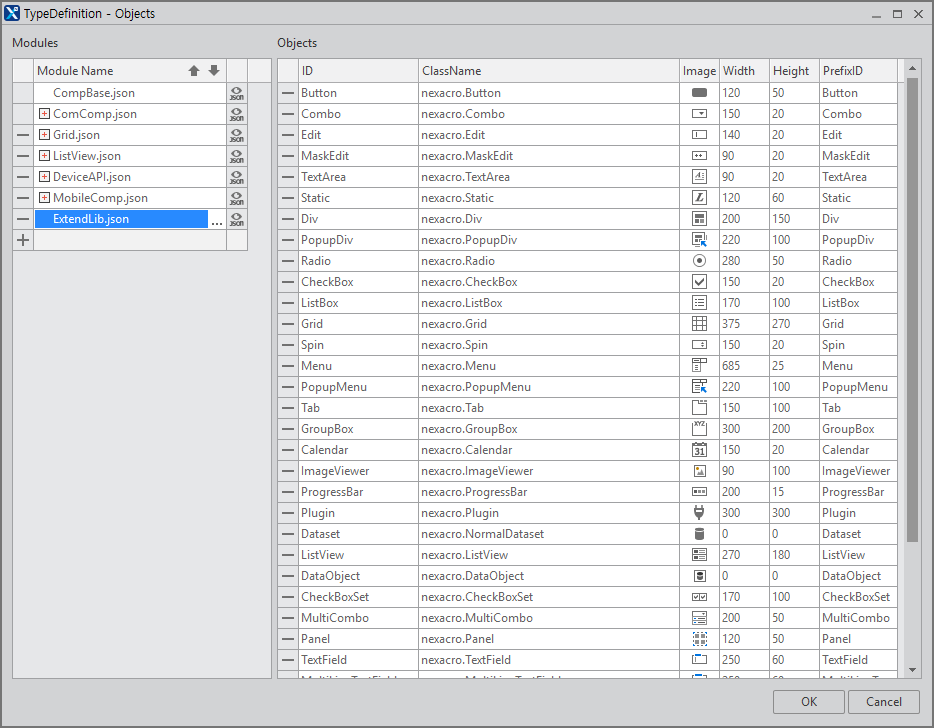 TypeDefinition - Objects
Modules
Module Name
CompBase.json
JSON
ComComp.json
JSON
Grid.json
JSON
ListView.json
JSON
DeviceAPI.json
JSON
MobileComp.json
JSON
ExtendLib.json ...
JSON
Objects
ID ClassName Image Width Height PrefixID
Button nexacro.Button 120 50 Button
Combo nexacro.Combo 150 20 Combo
Edit nexacro.Edit 140 20 Edit
MaskEdit nexacro.MaskEdit 90 20 MaskEdit
TextArea nexacro.TextArea 90 20 TextArea
Static nexacro.Static 120 60 Static
Div nexacro.Div 200 150 Div
PopupDiv nexacro.PopupDiv 220 100 PopupDiv
Radio nexacro.Radio 280 50 Radio
CheckBox nexacro.CheckBox 150 20 CheckBox
ListBox nexacro.ListBox 170 100 ListBox
Grid nexacro.Grid 375 270 Grid
Spin nexacro.Spin 150 20 Spin
Menu nexacro.Menu 685 25 Menu
PopupMenu nexacro.PopupMenu 220 100 PopupMenu
Tab nexacro.Tab 150 100 Tab
GroupBox nexacro.GroupBox XYZ 300 200 GroupBox
Calendar nexacro.Calendar 31 150 20 Calendar
ImageViewer nexacro.ImageViewer 90 100 ImageViewer
ProgressBar nexacro.ProgressBar 200 15 ProgressBar
Plugin nexacro.Plugin 300 300 Plugin
Dataset nexacro.NormalDataset 0 0 Dataset
ListView nexacro.ListView 270 180 ListView
DataObject nexacro.DataObject 0 0 DataObject
CheckBoxSet nexacro.CheckBoxSet 170 100 CheckBoxSet
MultiCombo nexacro.MultiCombo 200 50 MultiCombo
Panel nexacro.Panel 120 50 Panel
TextField nexacro.TextField 250 60 TextField
OK Cancel